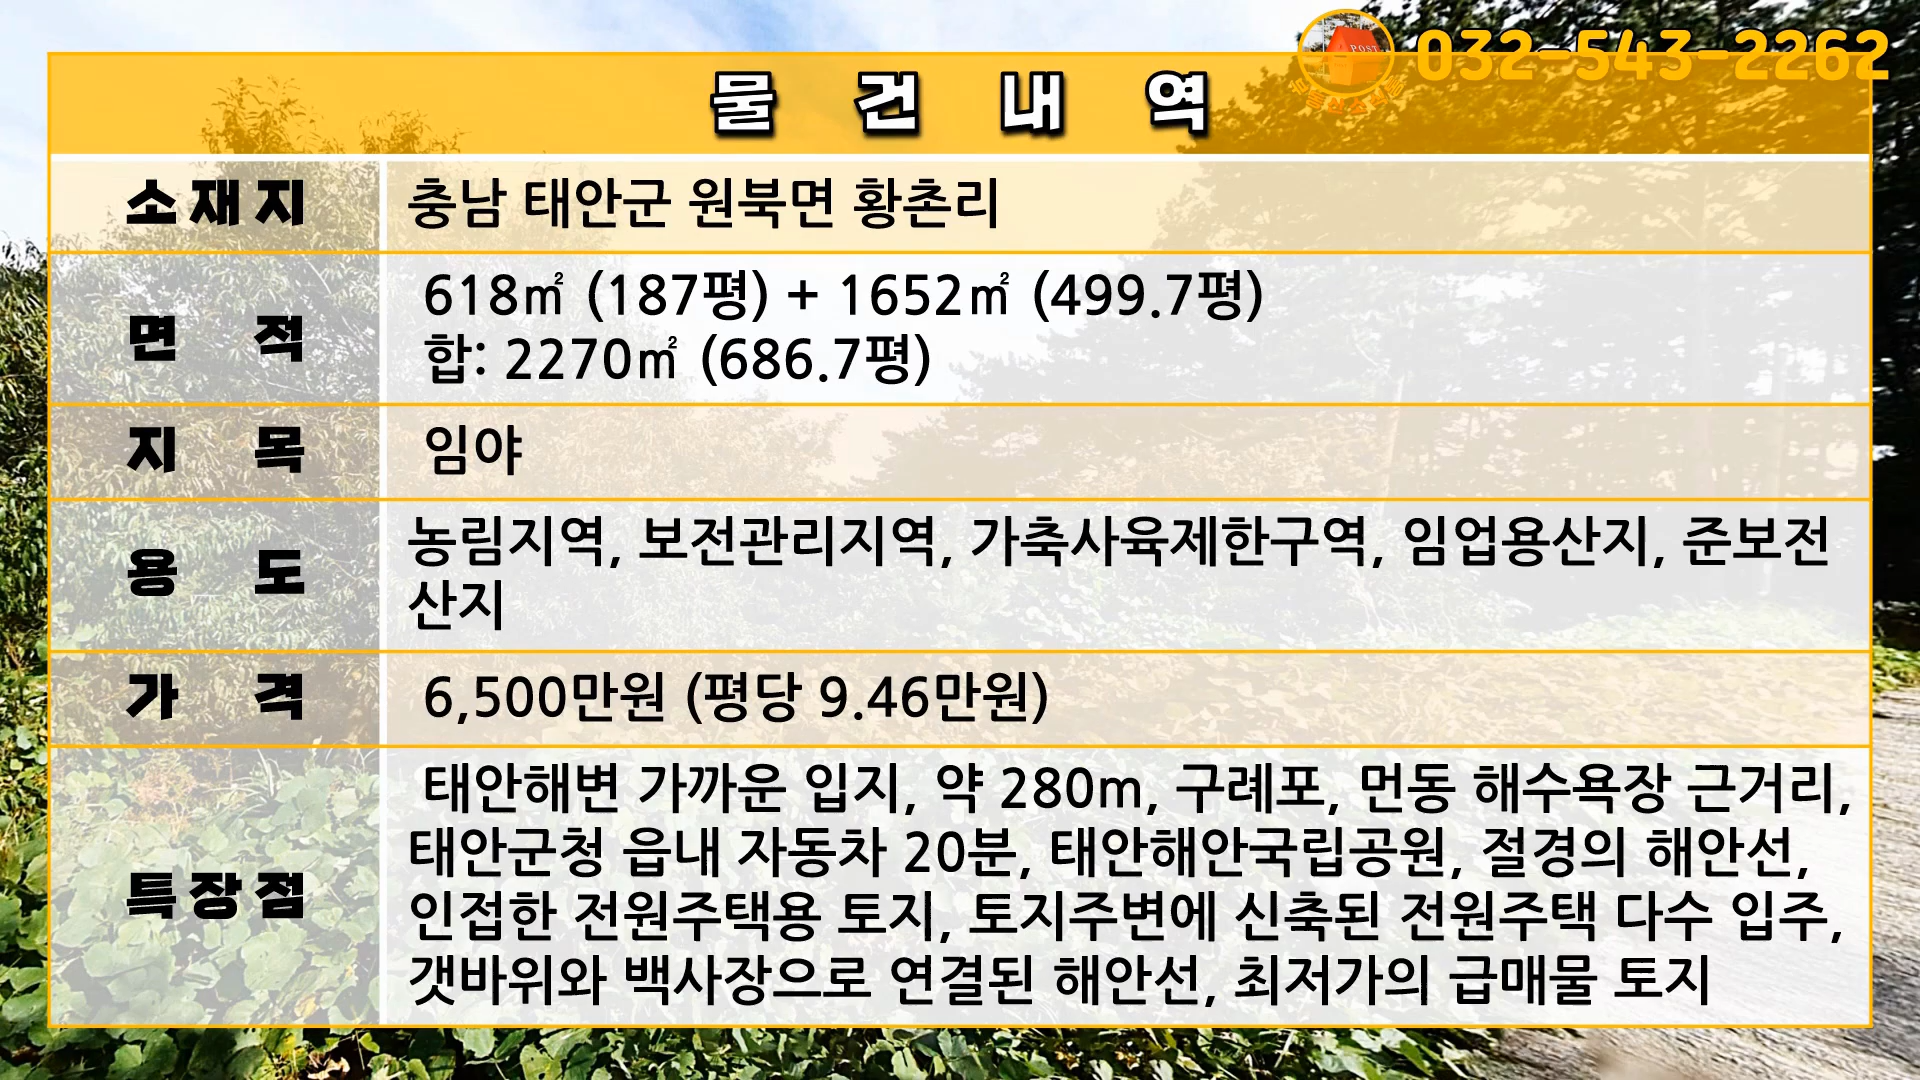 032-543-2262
POST
물 건 내 역
소재지
충남 태안군 원북면 황촌리
면 적
618㎡ (187평) + 1652㎡ (499.7평)
합: 2270㎡ (686.7평)
지 목
임야
용 도
농림지역, 보전관리지역, 가축사육제한구역, 임업용산지, 준보전
산지
가 격
6,500만원 (평당 9.46만원)
특장점
태안해변 가까운 입지, 약 280m, 구례포, 먼동 해수욕장 근거리,
태안군청 읍내 자동차 20분, 태안해안국립공원, 절경의 해안선,
인접한 전원주택용 토지, 토지주변에 신축된 전원주택 다수 입주,
갯바위와 백사장으로 연결된 해안선, 최저가의 급매물 토지